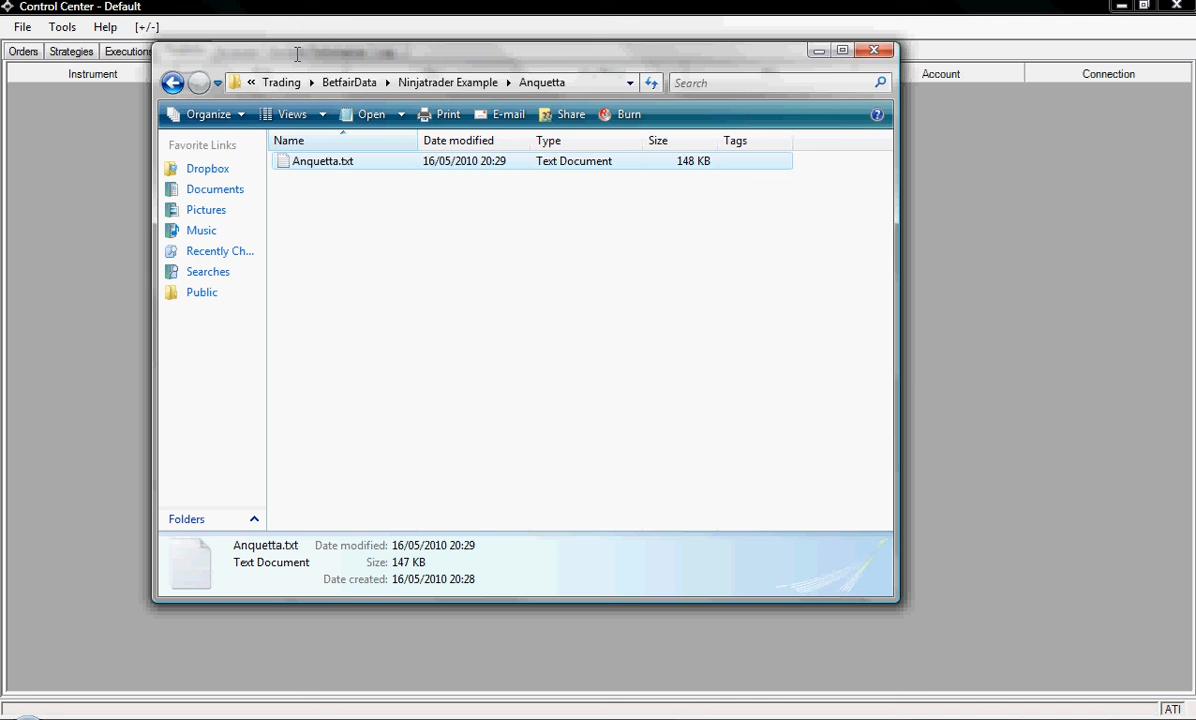 Control Center - Default
File Tools Help [+/-]
Orders Strategies Executions
Instrument Account Connection
« Trading BetfairData Ninjatrader Example Anquetta Search
Organize Views Open Print E-mail Share Burn
Favorite Links
Dropbox
Documents
Pictures
Music
Recently Ch...
Searches
Public
Folders
Name Date modified Type Size Tags
Anquetta.txt 16/05/2010 20:29 Text Document 148 KB
Anquetta.txt Date modified: 16/05/2010 20:29
Text Document Size: 147 KB
Date created: 16/05/2010 20:28
ATI